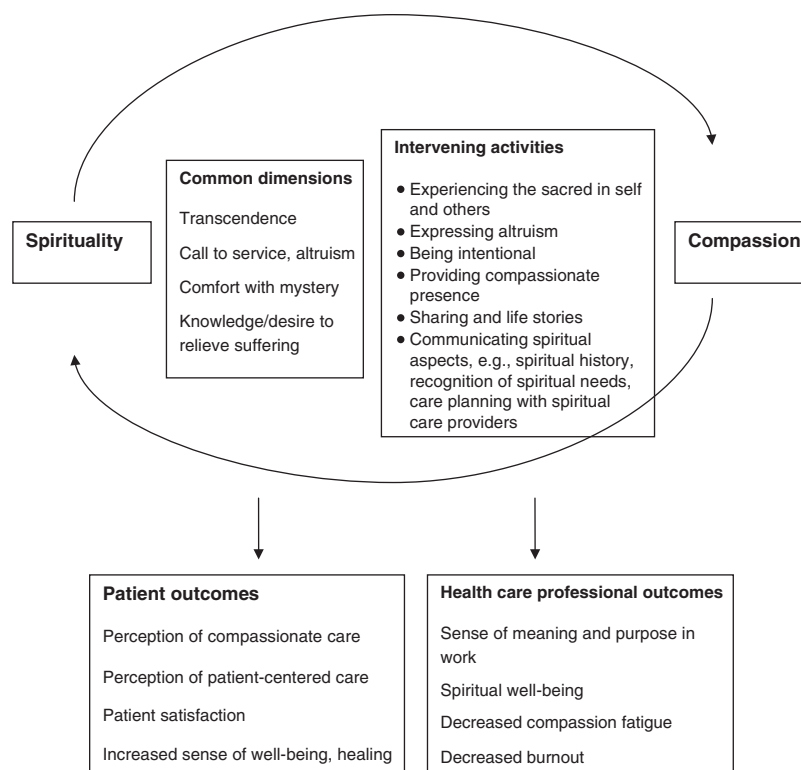 Spirituality
Common dimensions
Transcendence
Call to service, altruism
Comfort with mystery
Knowledge/desire to
relieve suffering
Intervening activities
● Experiencing the sacred in self
and others
● Expressing altruism
● Being intentional
● Providing compassionate
presence
● Sharing and life stories
● Communicating spiritual
aspects, e.g., spiritual history,
recognition of spiritual needs,
care planning with spiritual
care providers
Compassion
Patient outcomes
Perception of compassionate care
Perception of patient-centered care
Patient satisfaction
Increased sense of well-being, healing
Health care professional outcomes
Sense of meaning and purpose in
work
Spiritual well-being
Decreased compassion fatigue
Decreased burnout